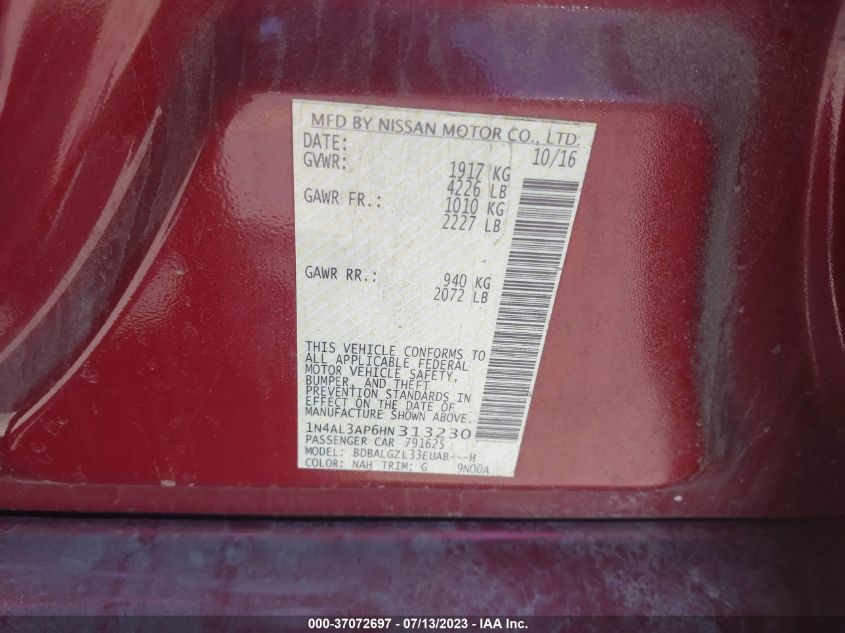 MFD BY NISSAN MOTOR CO., LTD.
DATE: 10/16
GVWR: 1917 KG
4226 LB
GAWR FR.: 1010 KG
2227 LB
GAWR RR.: 940 KG
2072 LB
THIS VEHICLE CONFORMS TO
ALL APPLICABLE FEDERAL
MOTOR VEHICLE SAFETY,
BUMPER, AND THEFT
PREVENTION STANDARDS IN
EFFECT ON THE DATE OF
MANUFACTURE SHOWN ABOVE.
1N4AL3AP6HN313230
PASSENGER CAR 791625
MODEL: BDBALGZL33EUAB---H
COLOR: NAH TRIM: G 9N00A
000-37072697 - 07/13/2023 - IAA Inc.